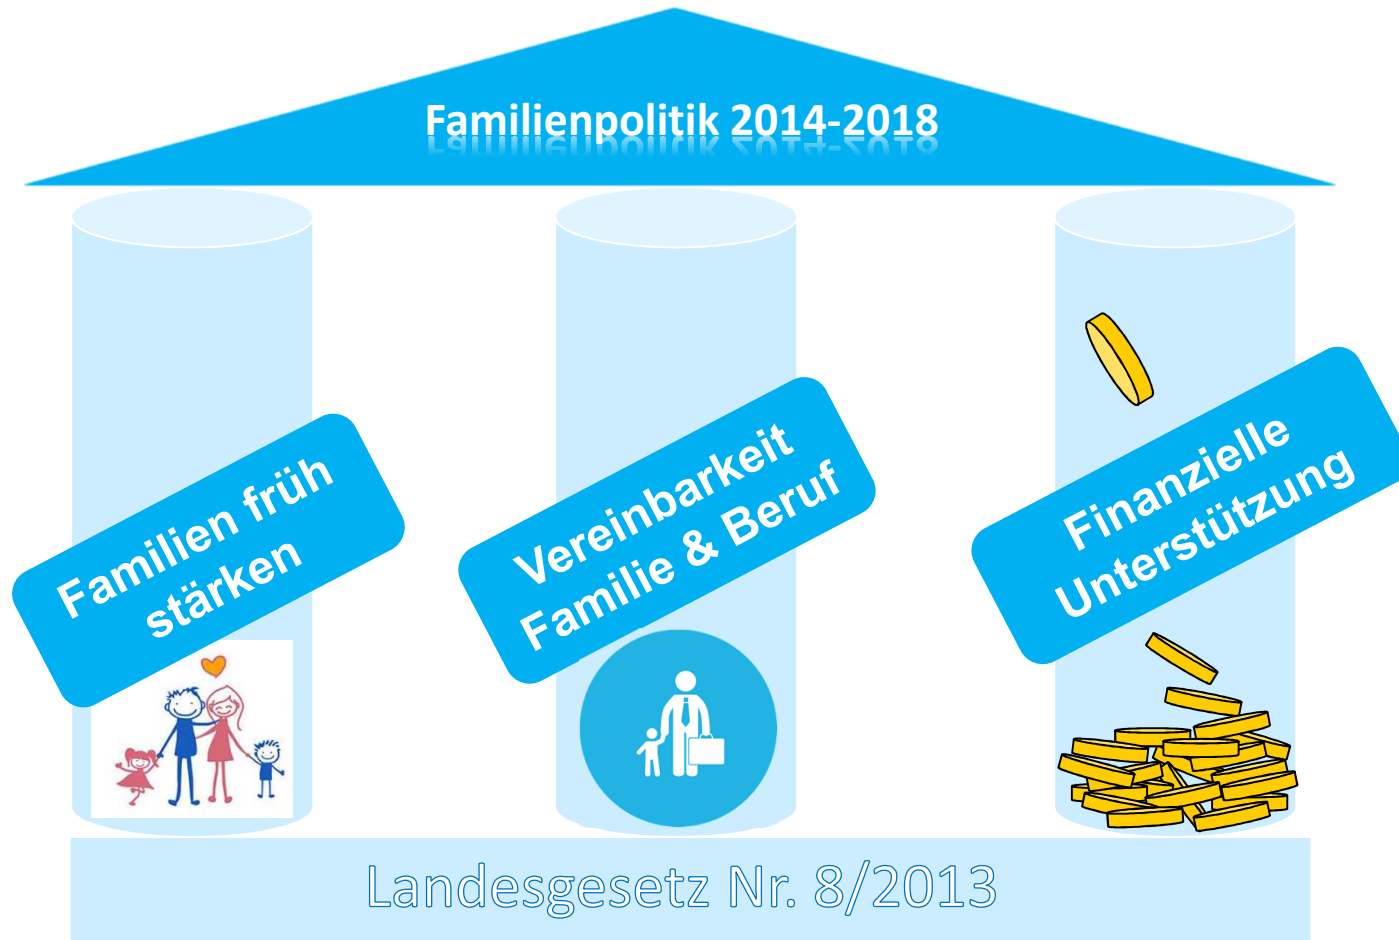 Familienpolitik 2014-2018
Familien früh
stärken
Vereinbarkeit
Familie & Beruf
Finanzielle
Unterstützung
Landesgesetz Nr. 8/2013